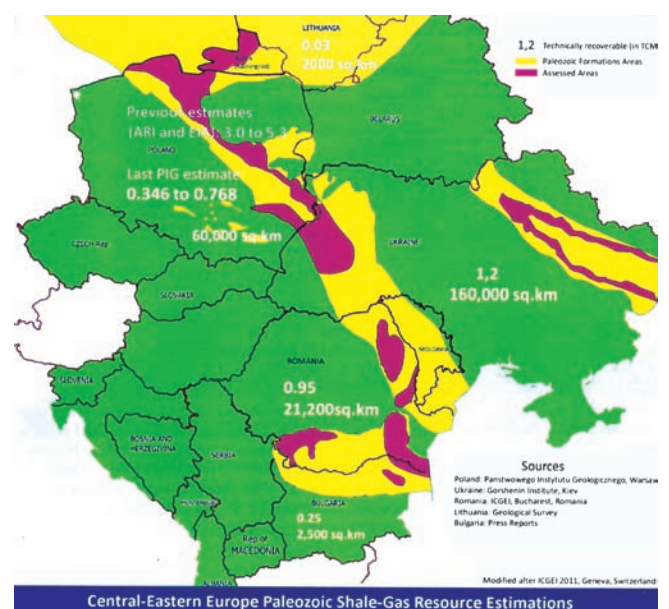 LITHUANIA
0.03
2000 sq.km
1,2 Technically recoverable (in TCM)
Paleozoic Formations Areas
Assessed Areas
BELARUS
Previous estimates
(ARI and EIA): 3.0 to 5.3
POLAND
Last PIG estimate:
0.346 to 0.768
60,000 sq.km
CZECH Rep.
UKRAINE
1,2
160,000 sq.km
SLOVAKIA
MOLDAVIA
ROMANIA
0.95
21,200sq.km
SLOVENIA
BOSNIA AND
HERZEGIVINA
SERBIA
BULGARIA
0.25
2,500 sq.km
Rep of
MACEDONIA
ALBANIA
Sources
Poland: Panstwowego Instytutu Geologicznego, Warsaw
Ukraine: Gorshenin Institute, Kiev
Romania: ICGEI, Bucharest, Romania
Lithuania: Geological Survey
Bulgaria: Press Reports
Modified after ICGEI 2011, Geneva, Switzerland
Central-Eastern Europe Paleozoic Shale-Gas Resource Estimations